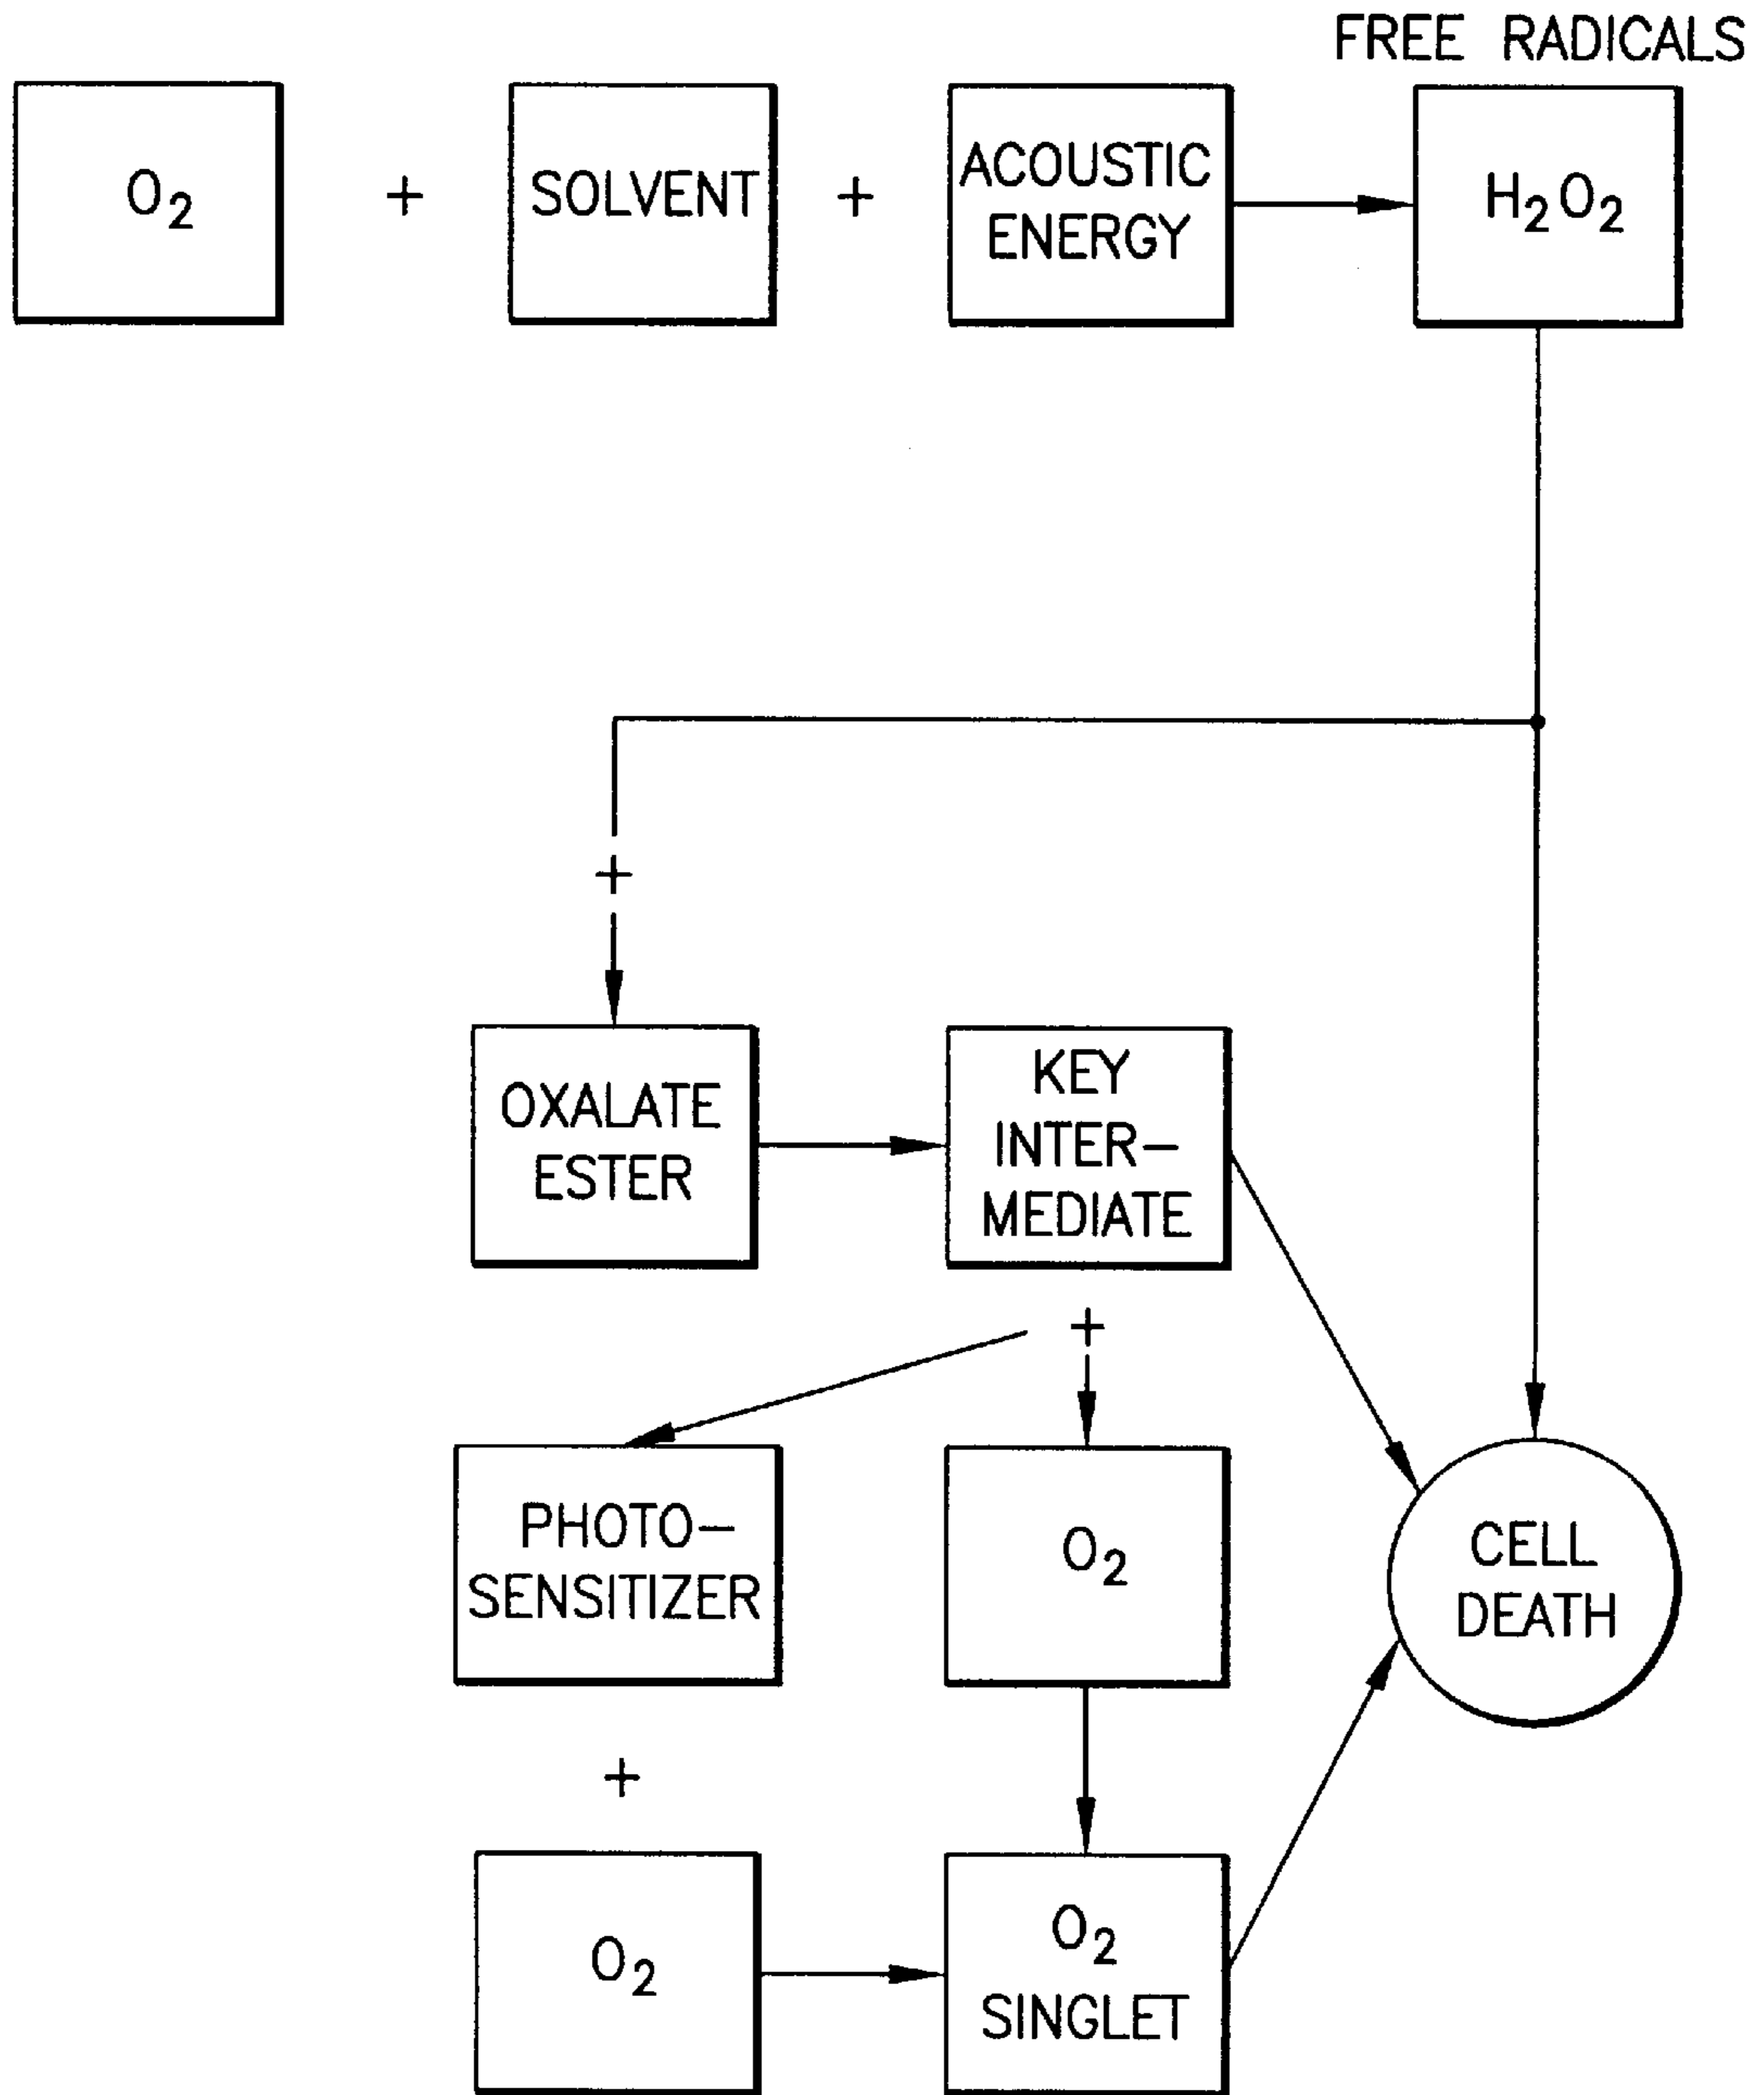 FREE RADICALS
O₂
+
SOLVENT
+
ACOUSTIC
ENERGY
H₂O₂
+
OXALATE
ESTER
KEY
INTER-
MEDIATE
+
PHOTO-
SENSITIZER
O₂
CELL
DEATH
+
O₂
O₂
SINGLET